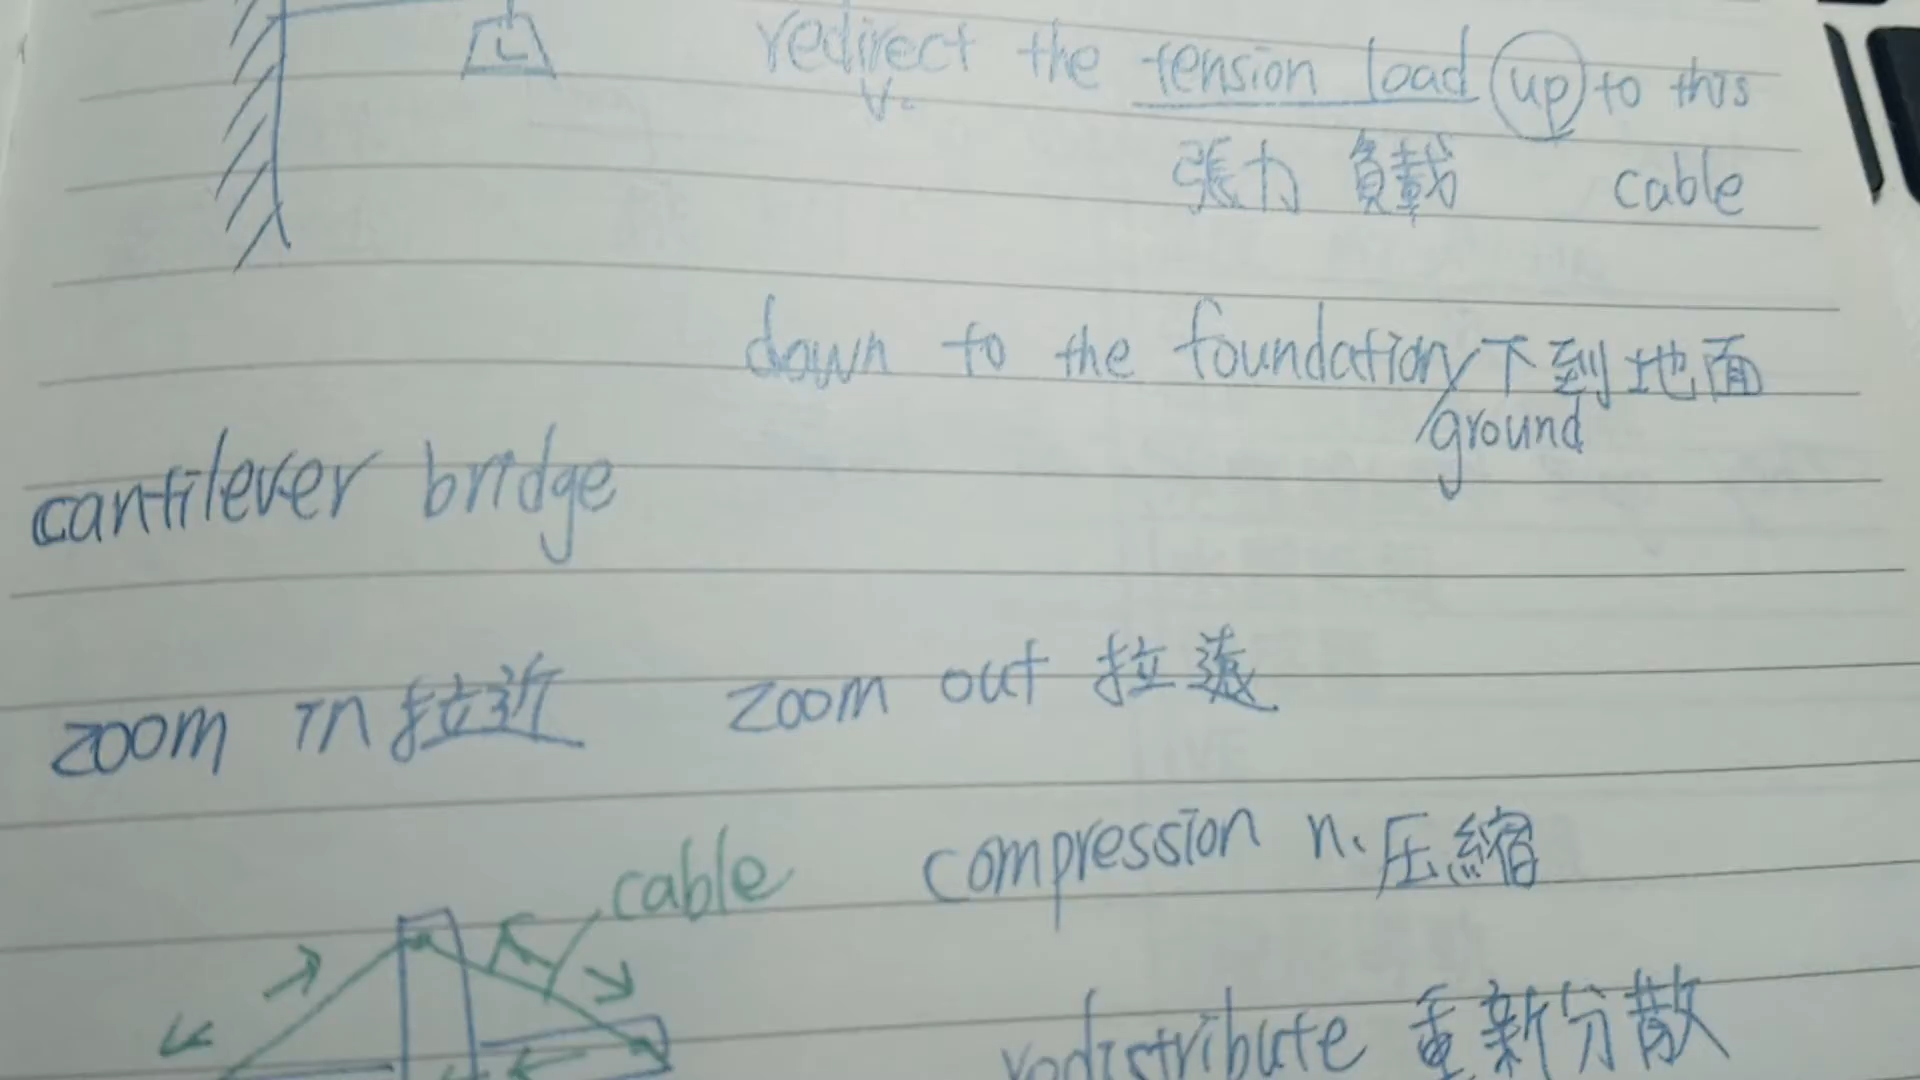 L
redirect the tension load up to this
v.
張力 負載 cable
down to the foundation/下到地面
ground
cantilever bridge
zoom in 拉近 zoom out 拉遠
cable
compression n. 压縮
redistribute 重新分散